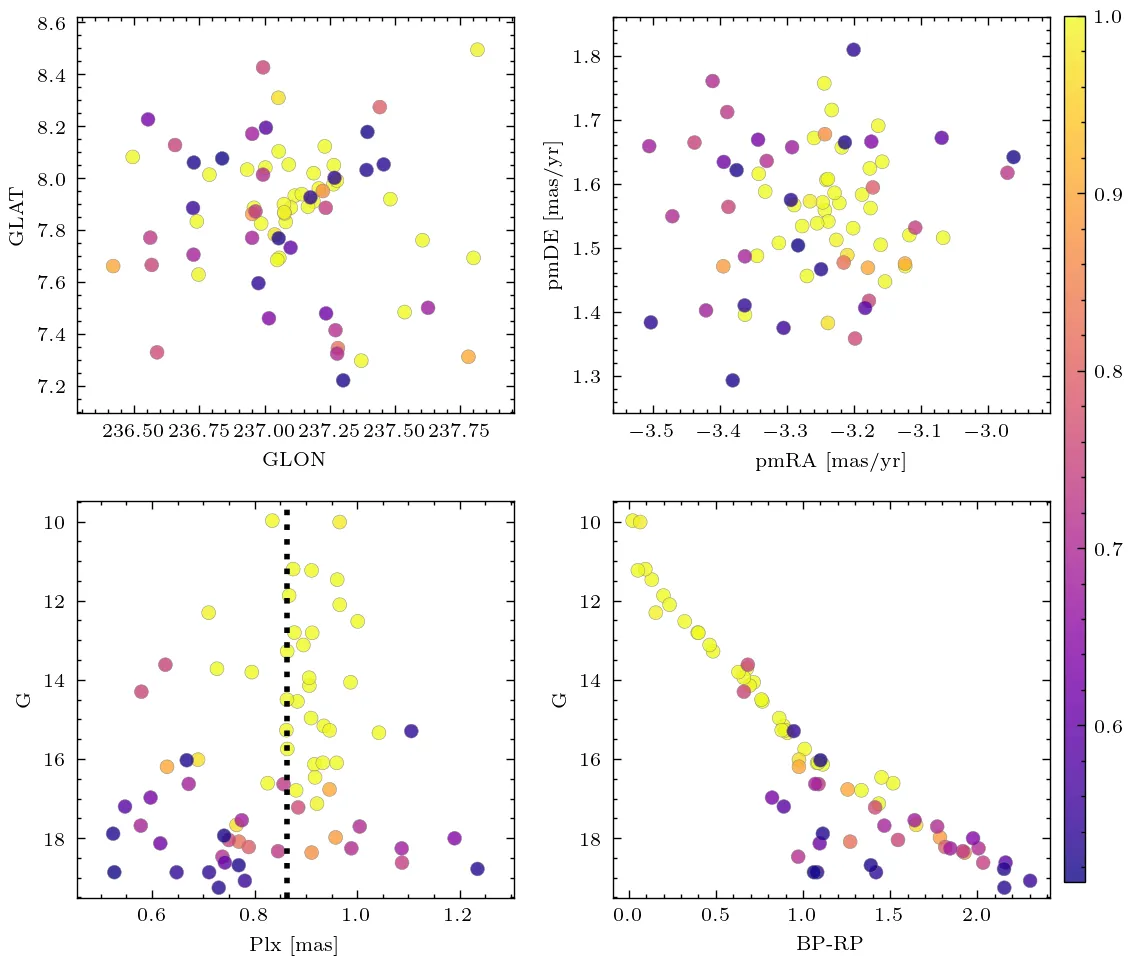 8.6
8.4
8.2
8.0
7.8
7.6
7.4
7.2
GLAT
236.50 236.75 237.00 237.25 237.50 237.75
GLON
1.8
1.7
1.6
1.5
1.4
1.3
pmDE [mas/yr]
−3.5 −3.4 −3.3 −3.2 −3.1 −3.0
pmRA [mas/yr]
1.0
0.9
0.8
0.7
0.6
10
12
14
16
18
G
0.6 0.8 1.0 1.2
Plx [mas]
10
12
14
16
18
G
0.0 0.5 1.0 1.5 2.0
BP-RP